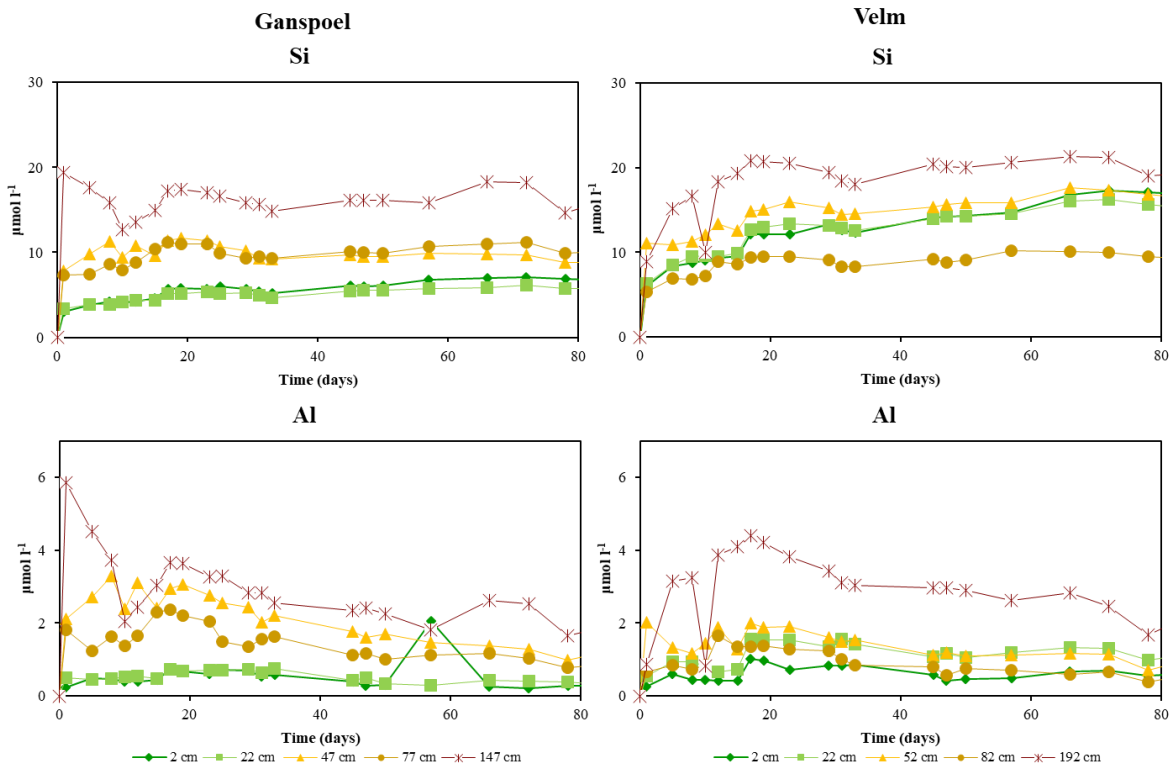 Ganspoel
Velm
Si
Si
30
20
10
0
µmol l-1
0 20 40 60 80
Time (days)
30
20
10
0
µmol l-1
0 20 40 60 80
Time (days)
Al
Al
6
4
2
0
µmol l-1
0 20 40 60 80
Time (days)
6
4
2
0
µmol l-1
0 20 40 60 80
Time (days)
2 cm 22 cm 47 cm 77 cm 147 cm
2 cm 22 cm 52 cm 82 cm 192 cm